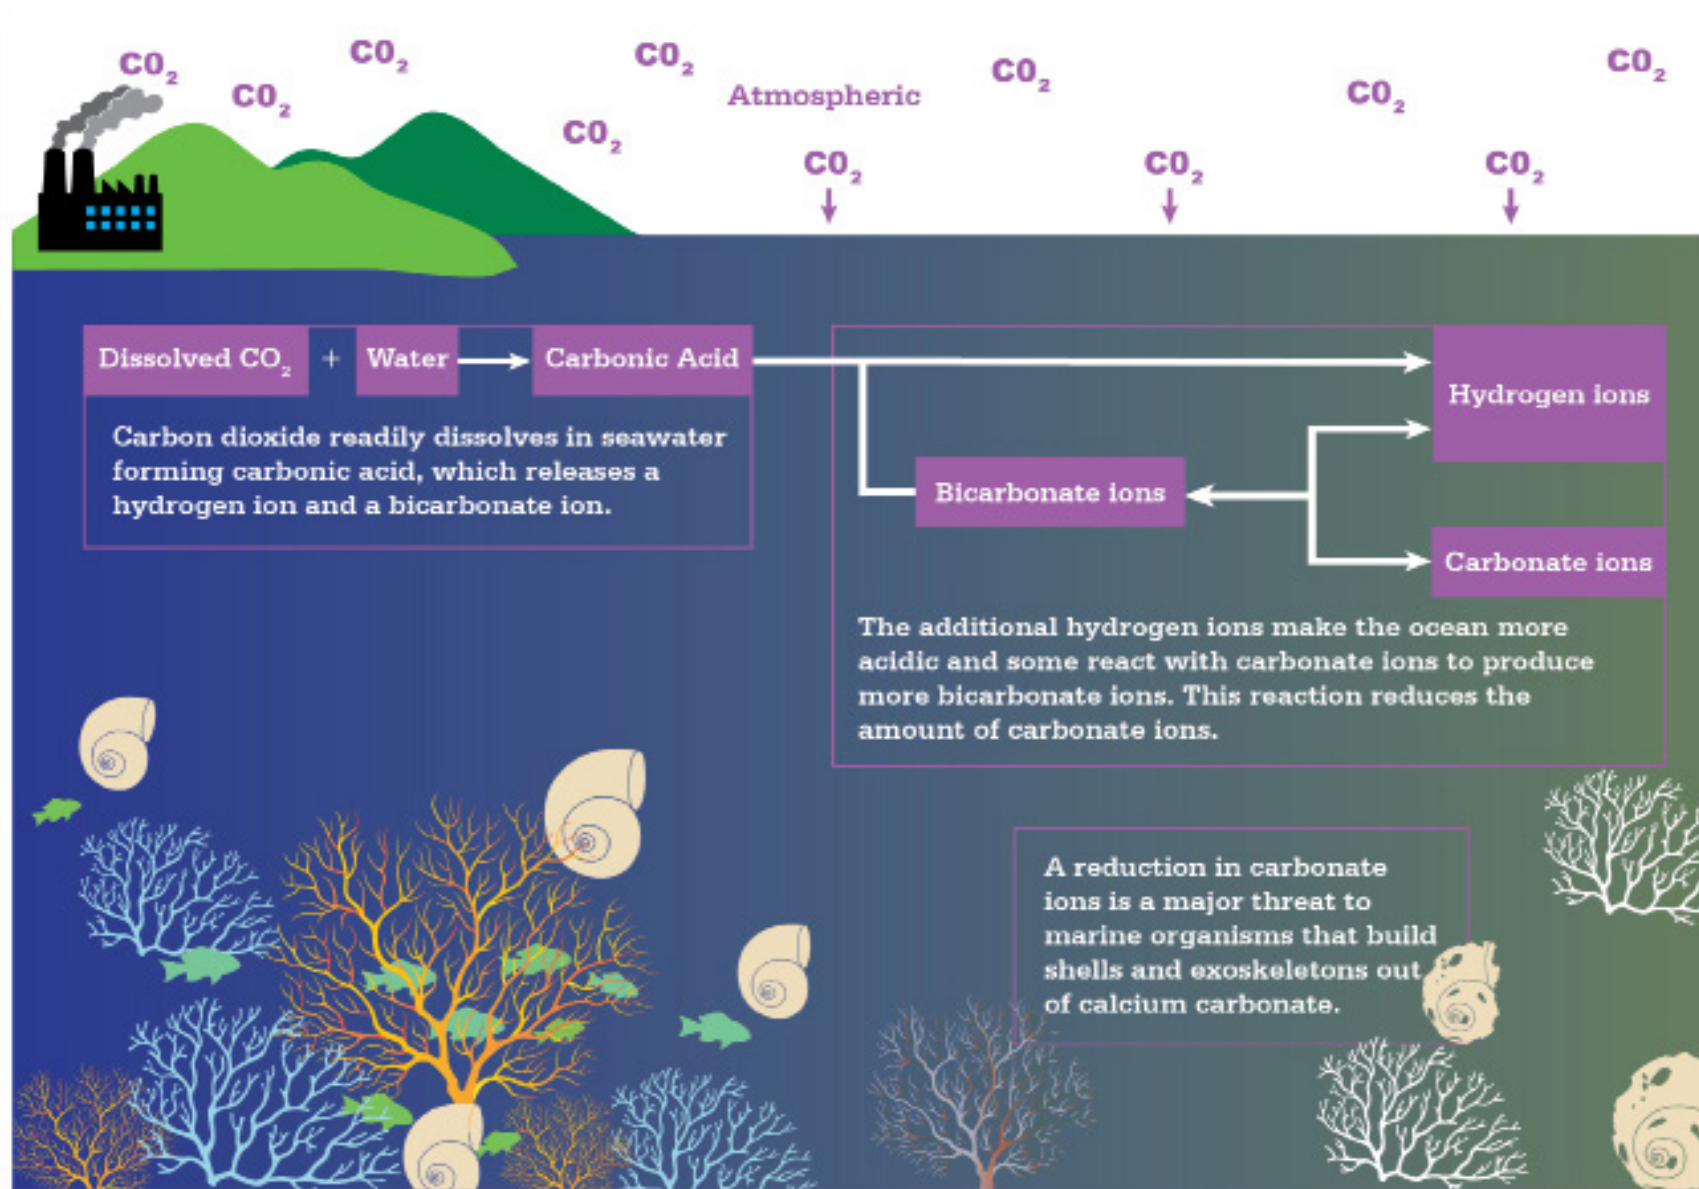 CO₂
CO₂
CO₂
CO₂
CO₂
Atmospheric
CO₂
CO₂
CO₂
CO₂
CO₂
CO₂
Dissolved CO₂ + Water Carbonic Acid
Carbon dioxide readily dissolves in seawater
forming carbonic acid, which releases a
hydrogen ion and a bicarbonate ion.
Hydrogen ions
Bicarbonate ions
Carbonate ions
The additional hydrogen ions make the ocean more
acidic and some react with carbonate ions to produce
more bicarbonate ions. This reaction reduces the
amount of carbonate ions.
A reduction in carbonate
ions is a major threat to
marine organisms that build
shells and exoskeletons out
of calcium carbonate.